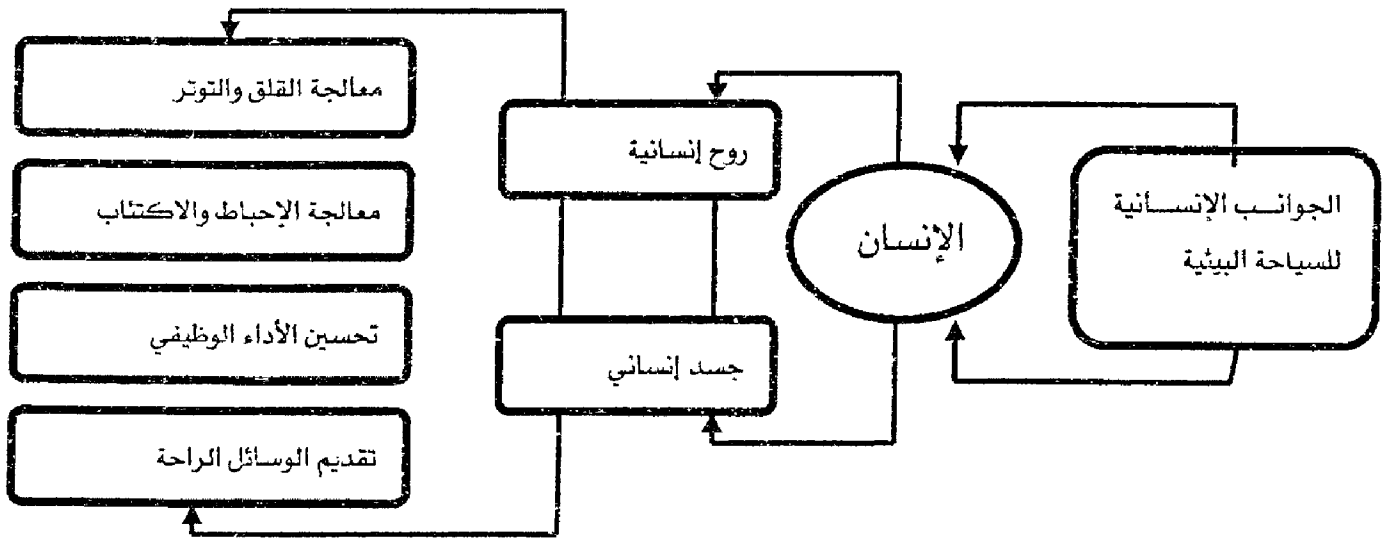 الجوانب الإنسانية
للسياحة البيئية
الإنسان
روح إنسانية
جسد إنساني
معالجة القلق والتوتر
معالجة الإحباط والاكتئاب
تحسين الأداء الوظيفي
تقديم الوسائل الراحة